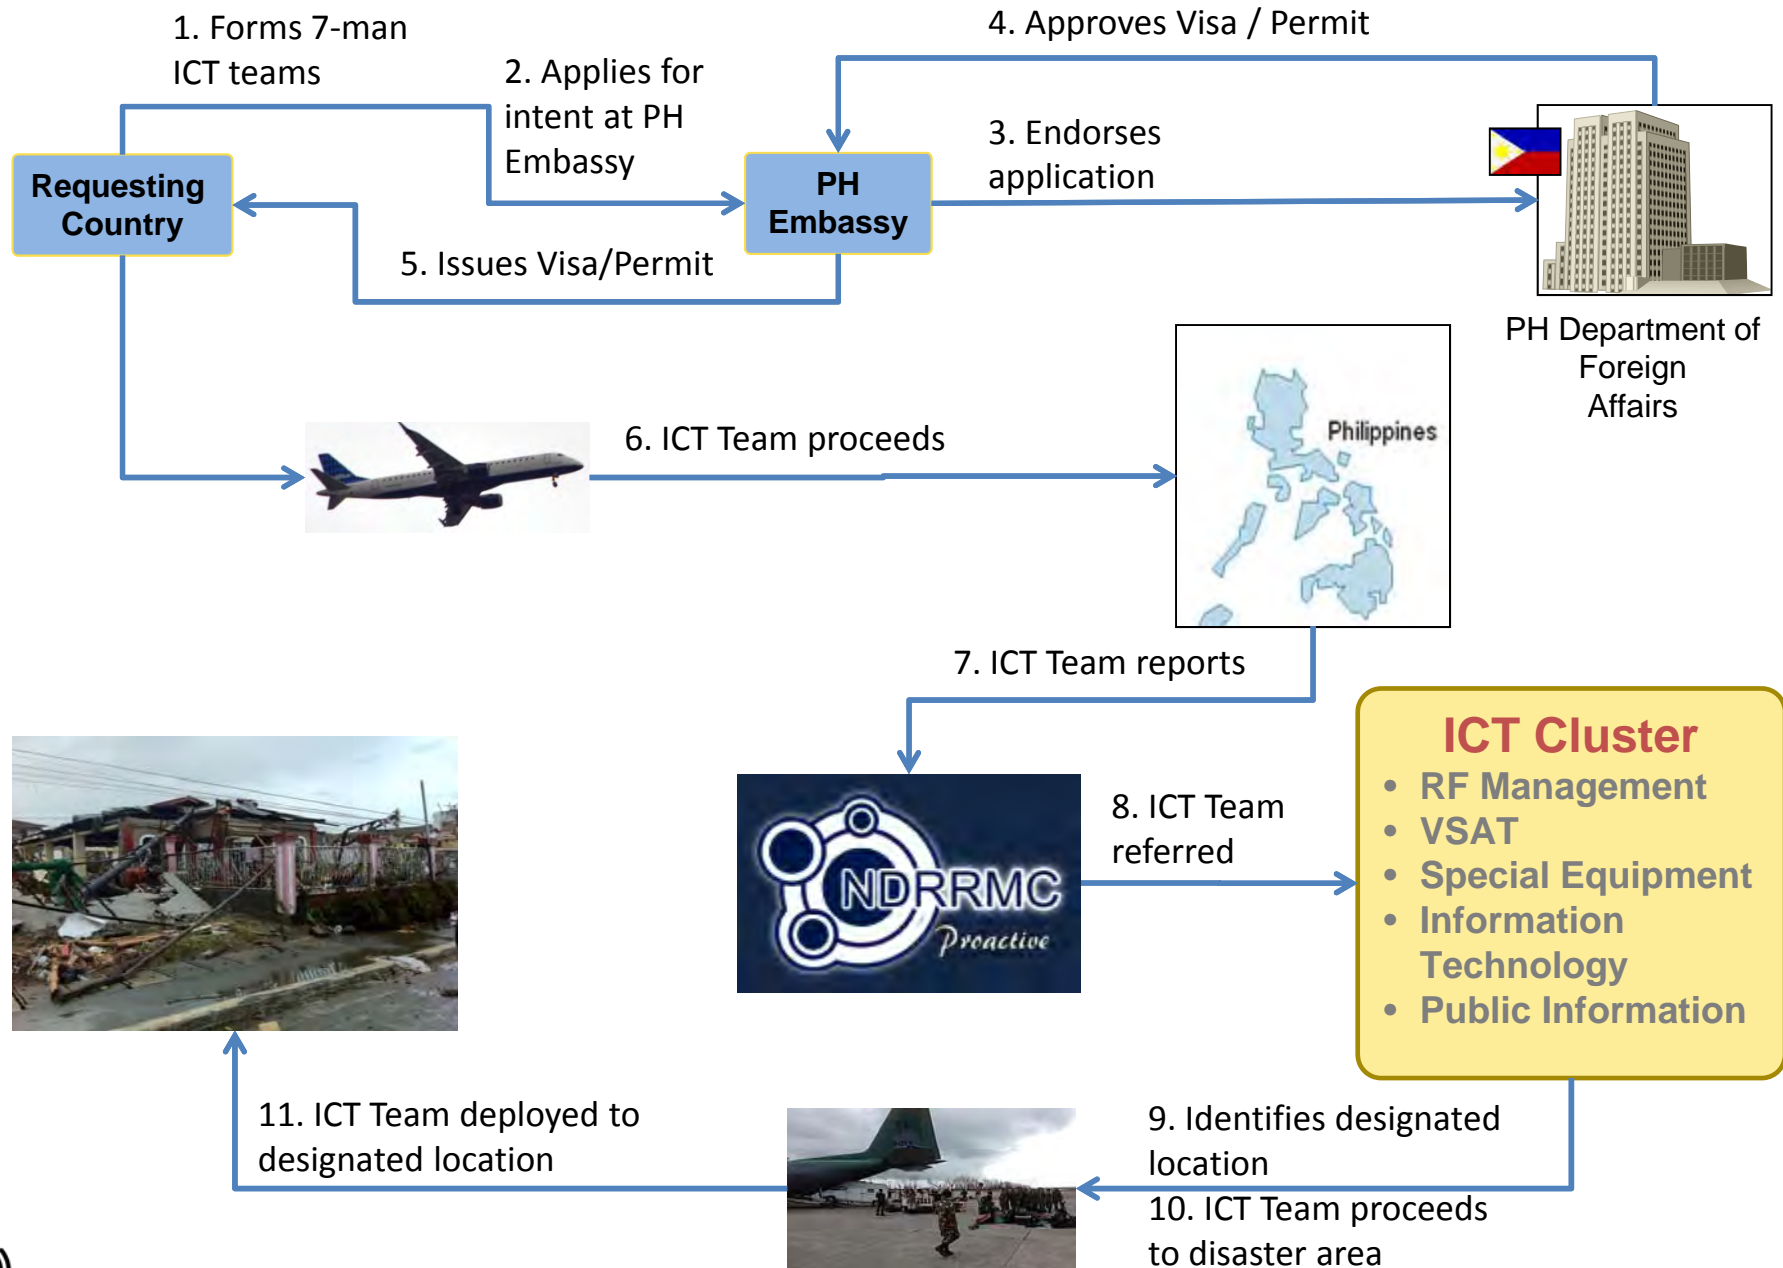 1. Forms 7-man
ICT teams
2. Applies for
intent at PH
Embassy
4. Approves Visa / Permit
3. Endorses
application
Requesting
Country
PH
Embassy
5. Issues Visa/Permit
PH Department of
Foreign
Affairs
6. ICT Team proceeds
Philippines
7. ICT Team reports
NDRRMC
Proactive
8. ICT Team
referred
ICT Cluster
• RF Management
• VSAT
• Special Equipment
• Information
Technology
• Public Information
9. Identifies designated
location
10. ICT Team proceeds
to disaster area
11. ICT Team deployed to
designated location